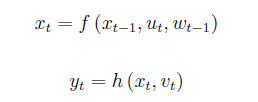 x_t = f (x_{t−1}, u_t, w_{t−1})
y_t = h (x_t, v_t)